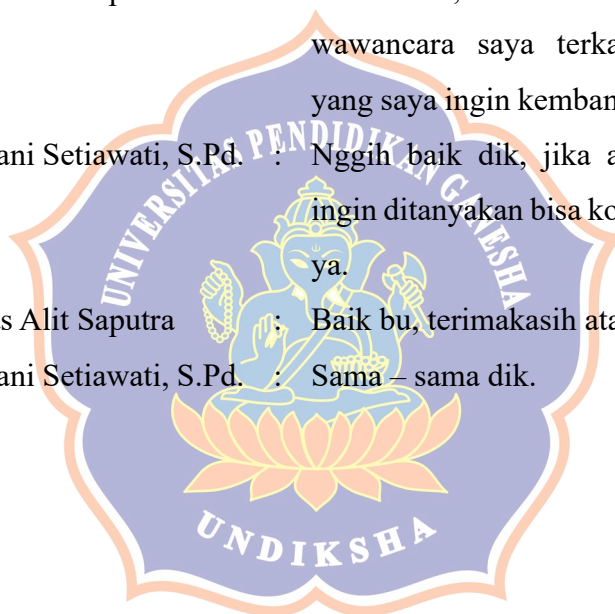 wawancara saya terka
yang saya ingin kemban
ani Setiawati, S.Pd. : Nggih baik dik, jika a
ingin ditanyakan bisa ko
ya.
s Alit Saputra : Baik bu, terimakasih ata
ani Setiawati, S.Pd. : Sama – sama dik.
UNIVERSITAS PENDIDIKAN GANESHA
UNDIKSHA